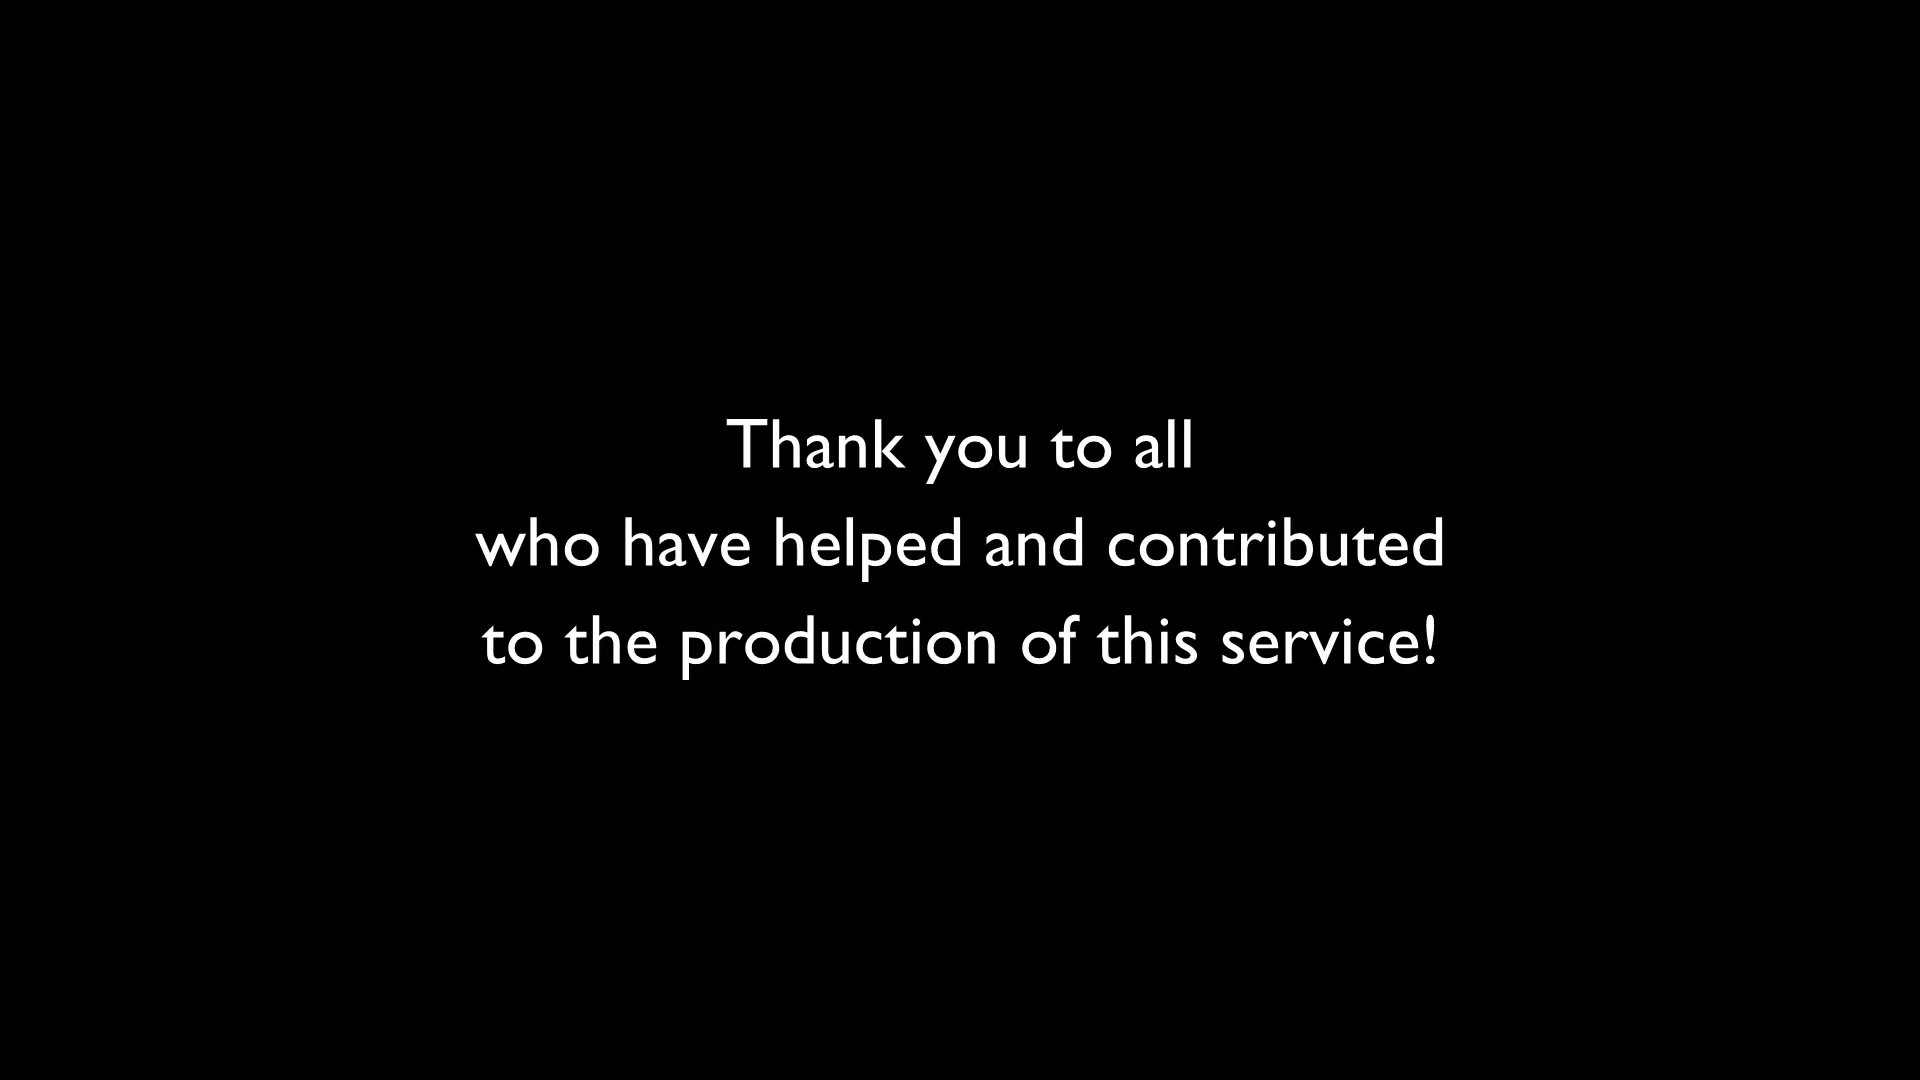 Thank you to all
who have helped and contributed
to the production of this service!